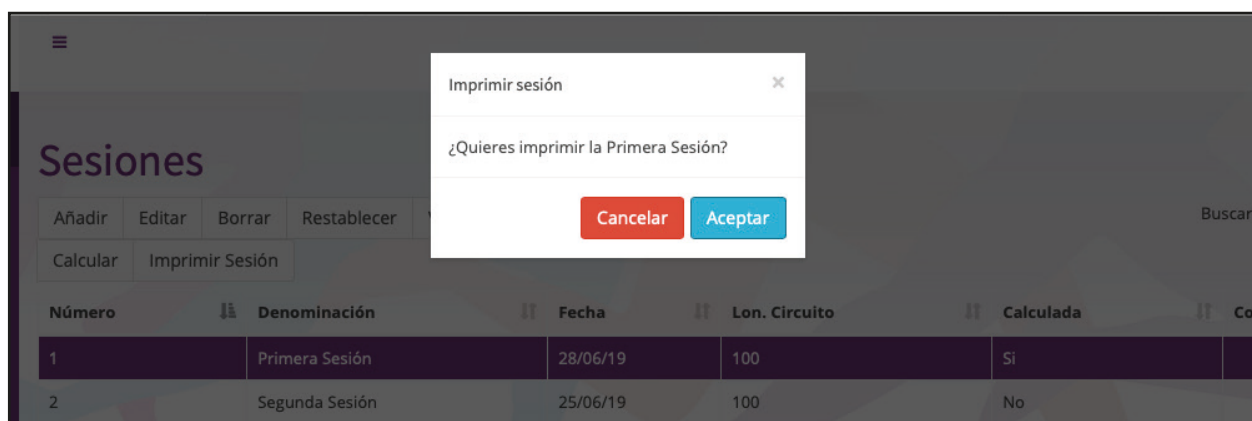 Imprimir sesión ×
¿Quieres imprimir la Primera Sesión?
Cancelar Aceptar
Sesiones
Añadir Editar Borrar Restablecer
Buscar
Calcular Imprimir Sesión
Número Denominación Fecha Lon. Circuito Calculada
1 Primera Sesión 28/06/19 100 Si
2 Segunda Sesión 25/06/19 100 No